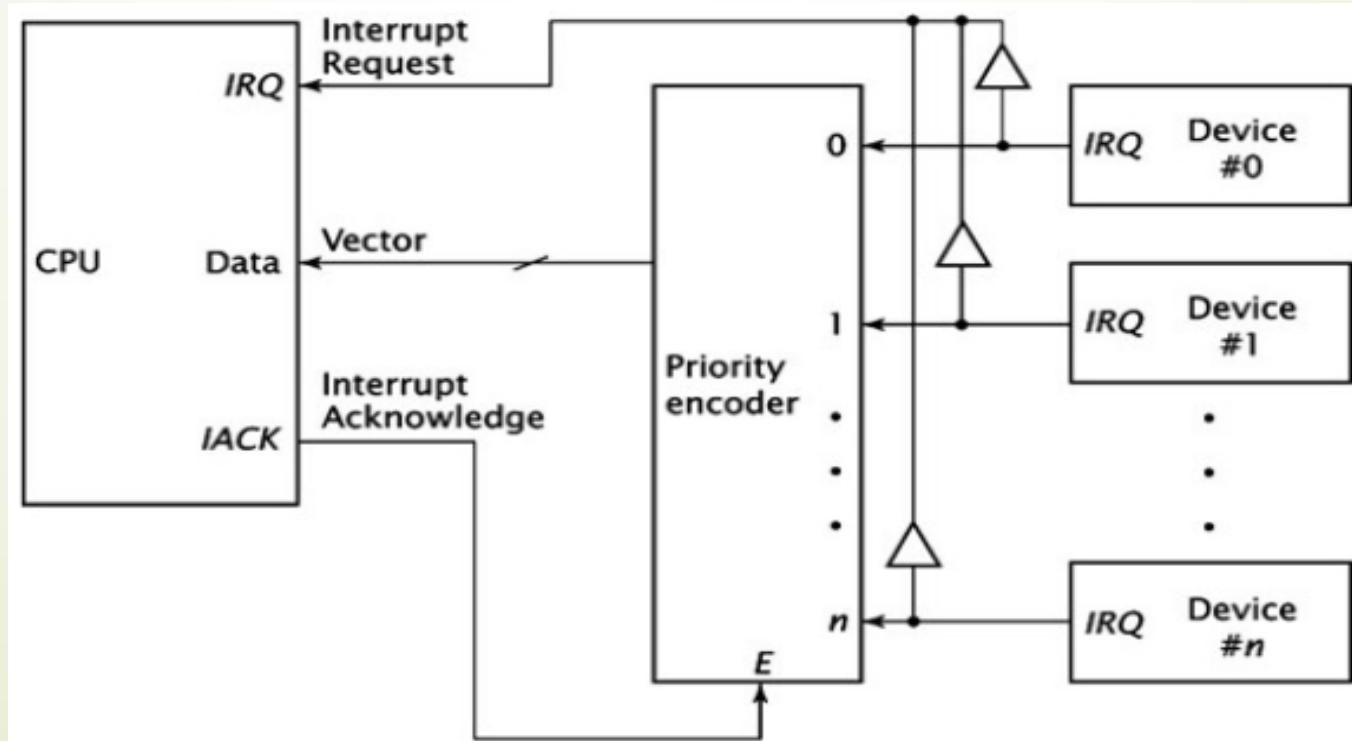 Interrupt
Request
IRQ
CPU
Vector
Data
Interrupt
Acknowledge
IACK
Priority
encoder
0
1
n
E
IRQ Device
#0
IRQ Device
#1
IRQ Device
#n